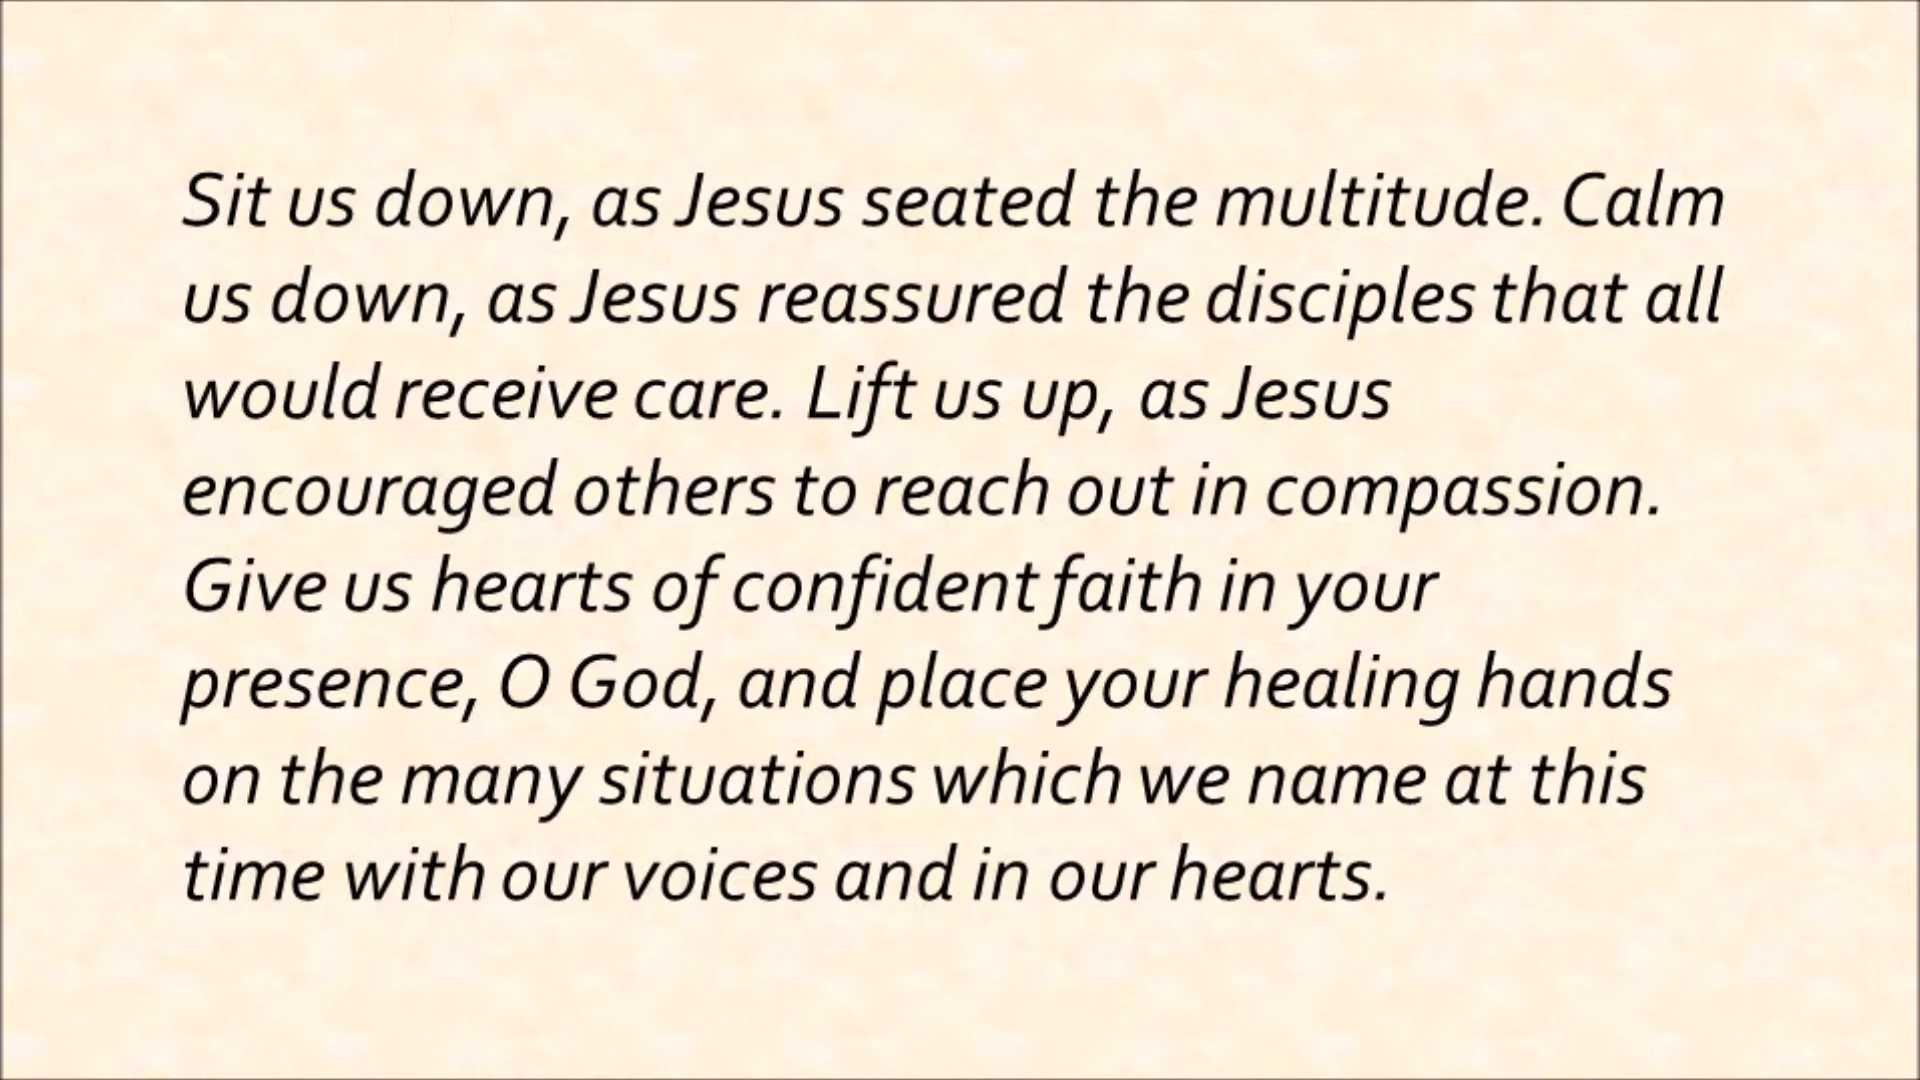 Sit us down, as Jesus seated the multitude. Calm
us down, as Jesus reassured the disciples that all
would receive care. Lift us up, as Jesus
encouraged others to reach out in compassion.
Give us hearts of confident faith in your
presence, O God, and place your healing hands
on the many situations which we name at this
time with our voices and in our hearts.